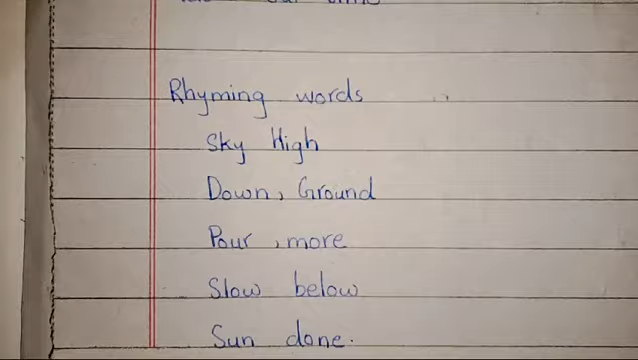 Rhyming words
Sky High
Down, Ground
Pour, more
Slow below
Sun done.